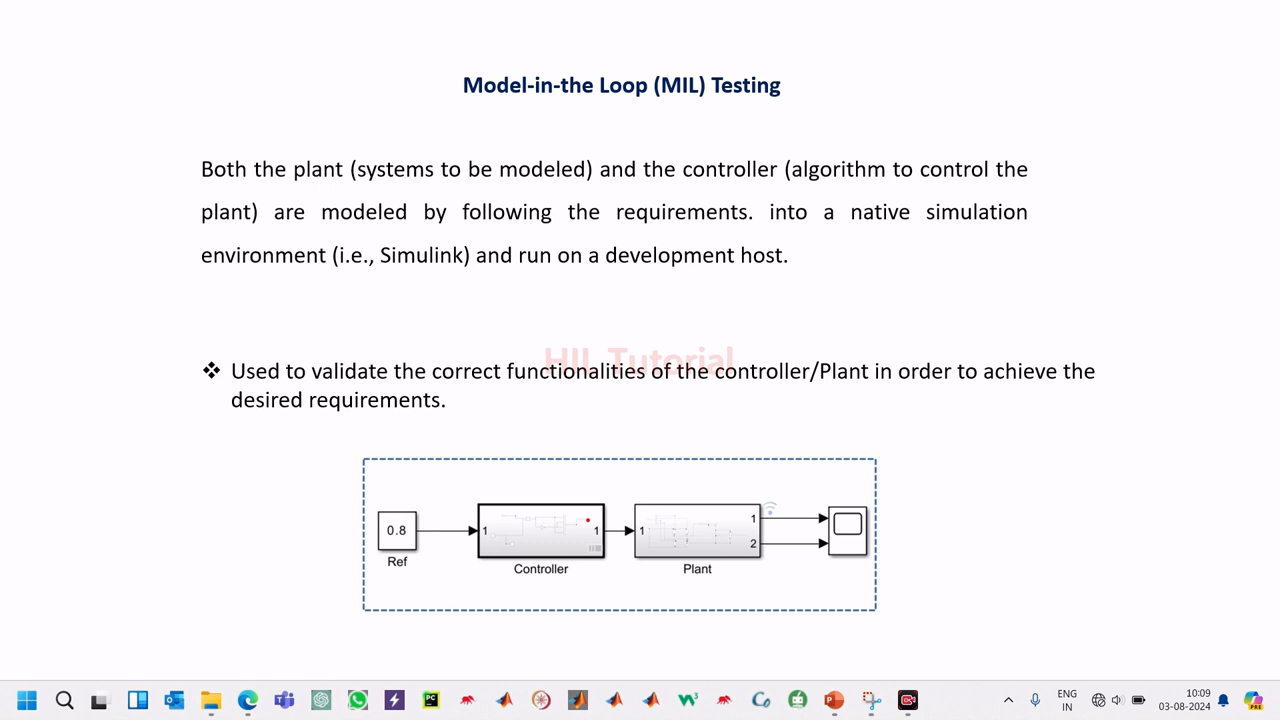 Model-in-the Loop (MIL) Testing
Both the plant (systems to be modeled) and the controller (algorithm to control the
plant) are modeled by following the requirements. into a native simulation
environment (i.e., Simulink) and run on a development host.
HIL Tutorial
❖ Used to validate the correct functionalities of the controller/Plant in order to achieve the
desired requirements.
0.8
Ref
1
1
Controller
1
1
2
Plant
ENG
IN
10:09
03-08-2024
PC
W3
PRE